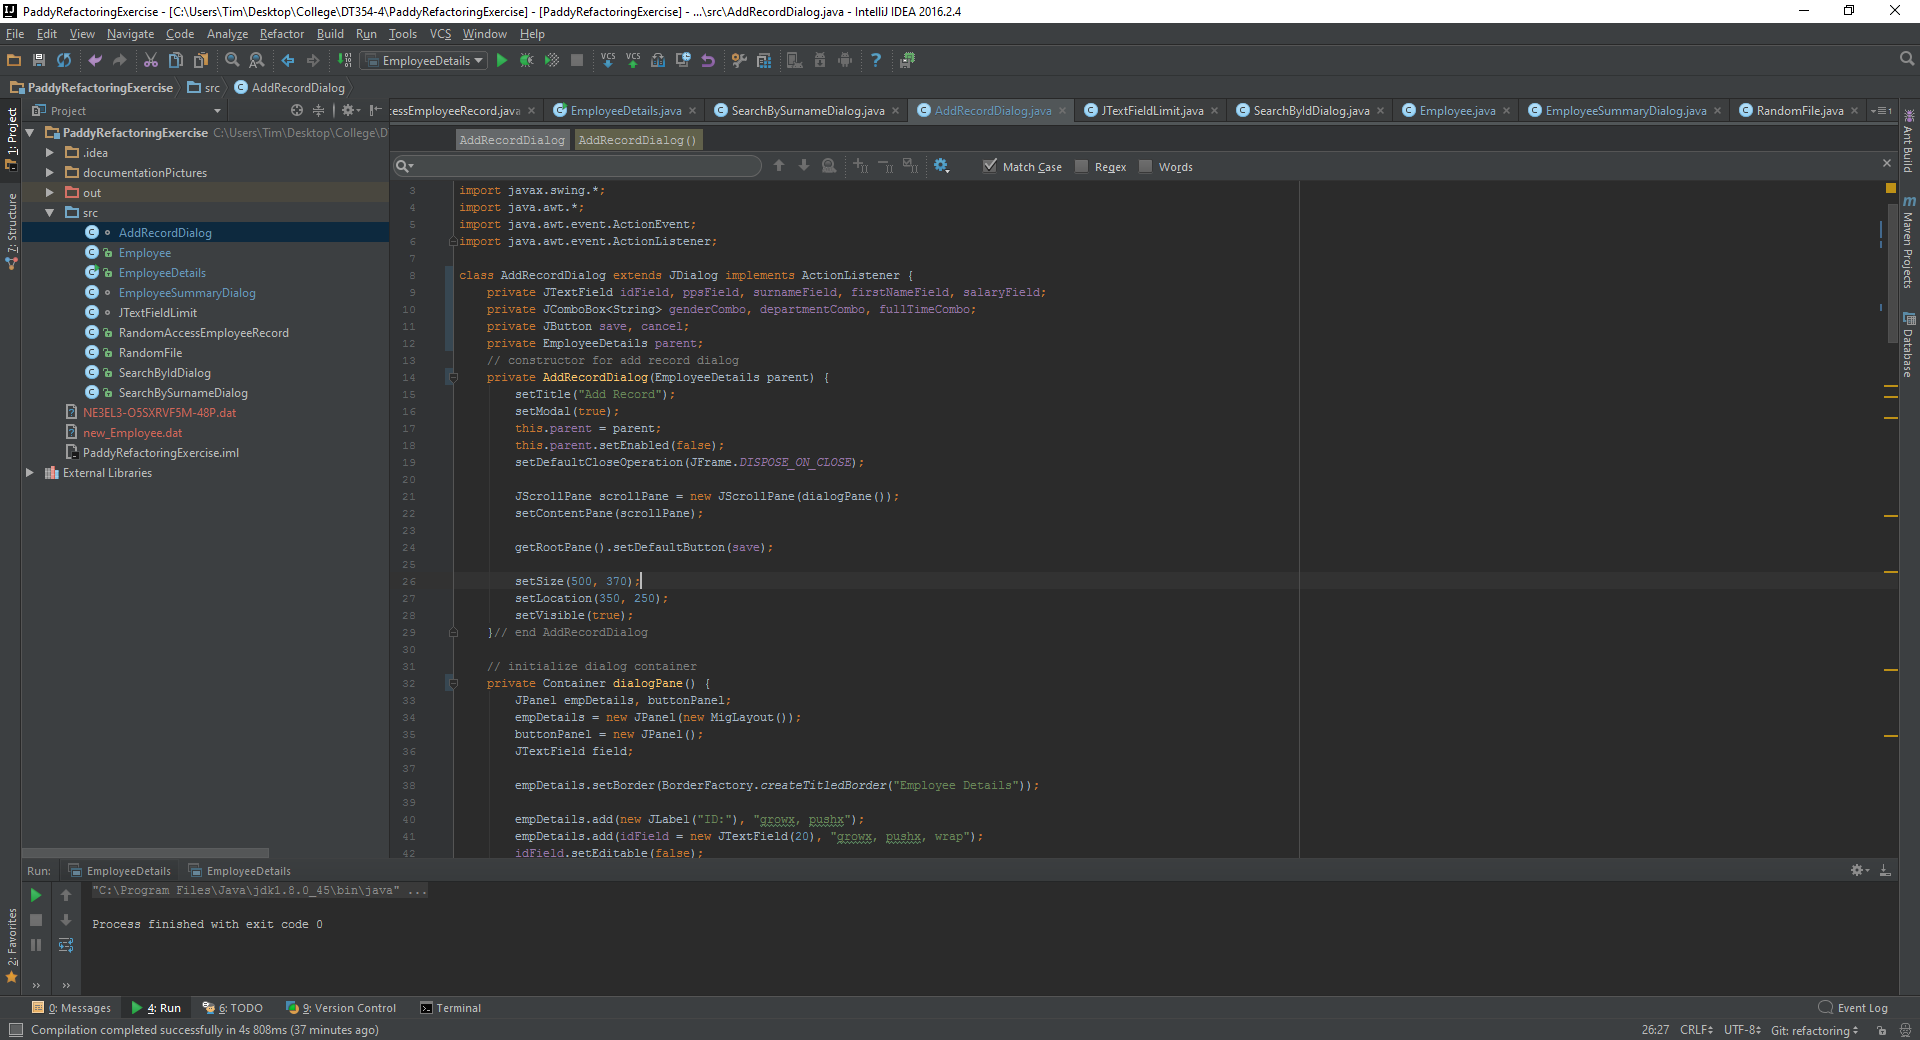 PaddyRefactoringExercise - [C:\Users\Tim\Desktop\College\DT354-4\PaddyRefactoringExercise] - [PaddyRefactoringExercise] - ...\src\AddRecordDialog.java - IntelliJ IDEA 2016.2.4
File Edit View Navigate Code Analyze Refactor Build Run Tools VCS Window Help
EmployeeDetails
PaddyRefactoringExercise src AddRecordDialog
1: Project
7: Structure
2: Favorites
Project
PaddyRefactoringExercise C:\Users\Tim\Desktop\College\D
.idea
documentationPictures
out
src
AddRecordDialog
Employee
EmployeeDetails
EmployeeSummaryDialog
JTextFieldLimit
RandomAccessEmployeeRecord
RandomFile
SearchByIdDialog
SearchBySurnameDialog
NE3EL3-O5SXRVF5M-48P.dat
new_Employee.dat
PaddyRefactoringExercise.iml
External Libraries
essEmployeeRecord.java EmployeeDetails.java SearchBySurnameDialog.java AddRecordDialog.java JTextFieldLimit.java SearchByIdDialog.java Employee.java EmployeeSummaryDialog.java RandomFile.java
AddRecordDialog AddRecordDialog()
Match Case Regex Words
3 import javax.swing.*;
4 import java.awt.*;
5 import java.awt.event.ActionEvent;
6 import java.awt.event.ActionListener;
7
8 class AddRecordDialog extends JDialog implements ActionListener {
9 private JTextField idField, ppsField, surnameField, firstNameField, salaryField;
10 private JComboBox<String> genderCombo, departmentCombo, fullTimeCombo;
11 private JButton save, cancel;
12 private EmployeeDetails parent;
13 // constructor for add record dialog
14 private AddRecordDialog(EmployeeDetails parent) {
15 setTitle("Add Record");
16 setModal(true);
17 this.parent = parent;
18 this.parent.setEnabled(false);
19 setDefaultCloseOperation(JFrame.DISPOSE_ON_CLOSE);
20
21 JScrollPane scrollPane = new JScrollPane(dialogPane());
22 setContentPane(scrollPane);
23
24 getRootPane().setDefaultButton(save);
25
26 setSize(500, 370);
27 setLocation(350, 250);
28 setVisible(true);
29 }// end AddRecordDialog
30
31 // initialize dialog container
32 private Container dialogPane() {
33 JPanel empDetails, buttonPanel;
34 empDetails = new JPanel(new MigLayout());
35 buttonPanel = new JPanel();
36 JTextField field;
37
38 empDetails.setBorder(BorderFactory.createTitledBorder("Employee Details"));
39
40 empDetails.add(new JLabel("ID:"), "growx, pushx");
41 empDetails.add(idField = new JTextField(20), "growx, pushx, wrap");
42 idField.setEditable(false);
Ant Build
Maven Projects
Database
Run: EmployeeDetails EmployeeDetails
"C:\Program Files\Java\jdk1.8.0_45\bin\java" ...
Process finished with exit code 0
0: Messages 4: Run 6: TODO 9: Version Control Terminal Event Log
Compilation completed successfully in 4s 808ms (37 minutes ago) 26:27 CRLF UTF-8 Git: refactoring